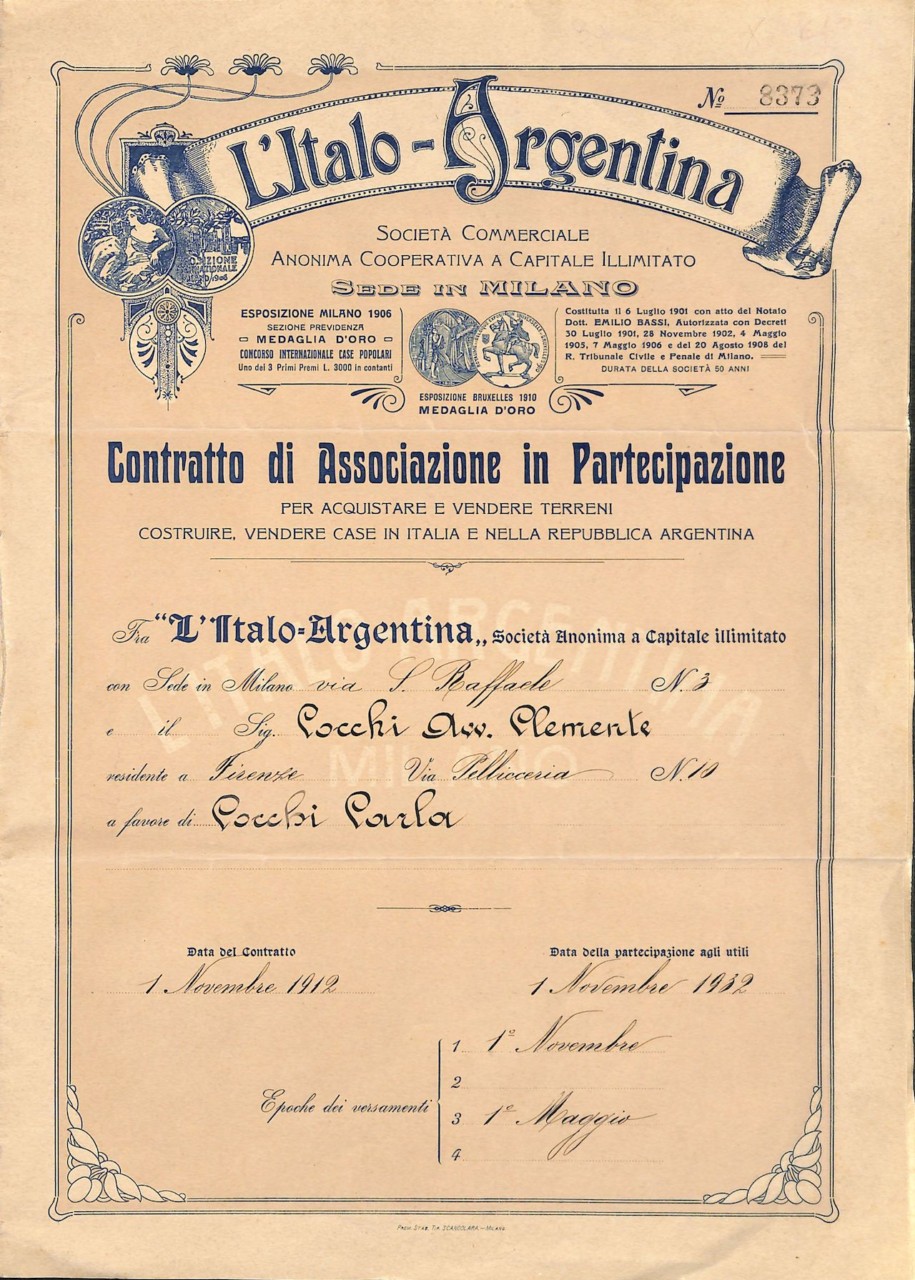 Nº 8373
L'Italo-Argentina
SOCIETÀ COMMERCIALE
ANONIMA COOPERATIVA A CAPITALE ILLIMITATO
SEDE IN MILANO
ESPOSIZIONE MILANO 1906
SEZIONE PREVIDENZA
MEDAGLIA D'ORO
CONCORSO INTERNAZIONALE CASE POPOLARI
Uno dei 3 Primi Premi L. 3000 in contanti
ESPOSIZIONE BRUXELLES 1910
MEDAGLIA D'ORO
Costituita il 6 Luglio 1901 con atto del Notaio
Dott. EMILIO BASSI, Autorizzata con Decreti
30 Luglio 1901, 28 Novembre 1902, 4 Maggio
1905, 7 Maggio 1906 e del 20 Agosto 1908 del
R. Tribunale Civile e Penale di Milano.
DURATA DELLA SOCIETÀ 50 ANNI
Contratto di Associazione in Partecipazione
PER ACQUISTARE E VENDERE TERRENI
COSTRUIRE, VENDERE CASE IN ITALIA E NELLA REPUBBLICA ARGENTINA
L'ITALO ARGENTINA
MILANO
Fra "L'Italo=Argentina„ Società Anonima a Capitale illimitato
con Sede in Milano via S. Raffaele N. 3
e il Sig. Cocchi Avv. Clemente
residente a Firenze Via Pellicceria N. 10
a favore di Cocchi Carla
Data del Contratto
1 Novembre 1912
Data della partecipazione agli utili
1 Novembre 1932
Epoche dei versamenti
1 1º Novembre
2
3 1º Maggio
4